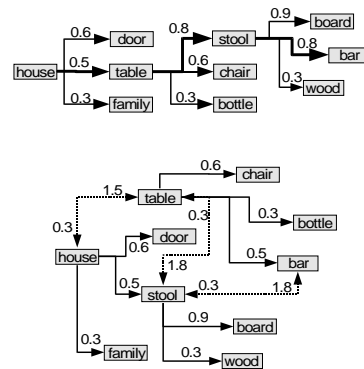 0.9 board
0.6 door 0.8 stool
0.8
house 0.5 table 0.6 chair bar
0.3 wood
0.3 family 0.3 bottle
0.6 chair
1.5 table
0.3 0.3 bottle
0.3 door
house 0.6 0.5 bar
1.8
0.5 stool 0.3 1.8
0.9 board
0.3 family 0.3 wood